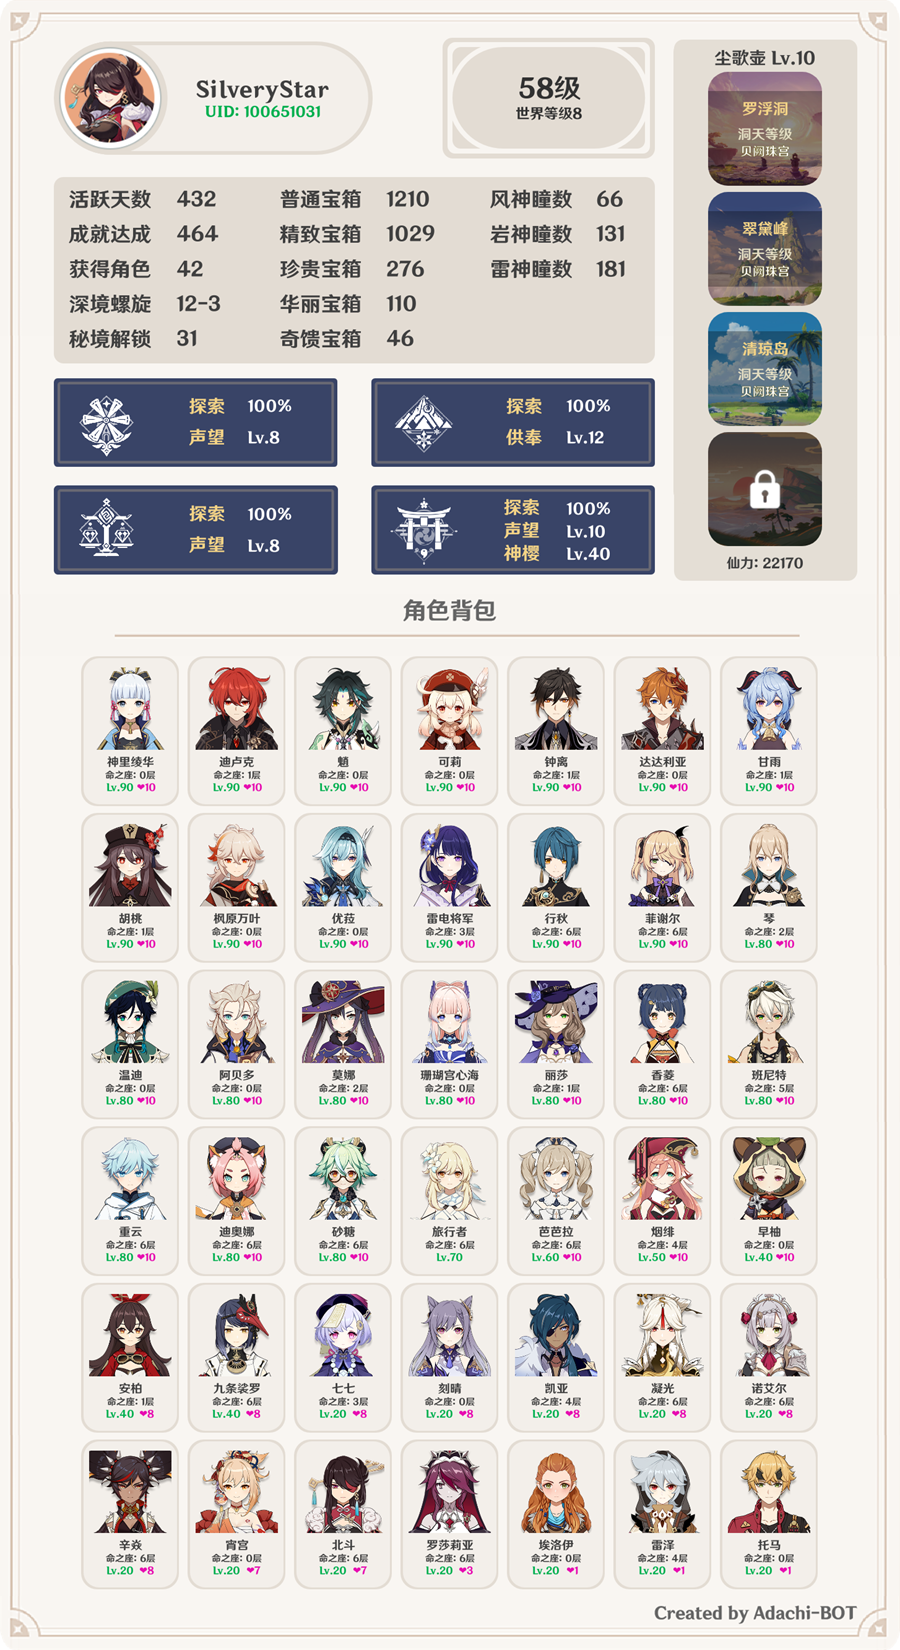 SilveryStar
UID: 100651031
58级
世界等级8
尘歌壶 Lv.10
罗浮洞
洞天等级
贝阙珠宫
翠黛峰
洞天等级
贝阙珠宫
清琼岛
洞天等级
贝阙珠宫
仙力: 22170
活跃天数 432 普通宝箱 1210 风神瞳数 66
成就达成 464 精致宝箱 1029 岩神瞳数 131
获得角色 42 珍贵宝箱 276 雷神瞳数 181
深境螺旋 12-3 华丽宝箱 110
秘境解锁 31 奇馈宝箱 46
探索 100%
声望 Lv.8
探索 100%
供奉 Lv.12
探索 100%
声望 Lv.8
探索 100%
声望 Lv.10
神樱 Lv.40
角色背包
神里绫华 迪卢克 魈 可莉 钟离 达达利亚 甘雨
命之座: 0层 命之座: 1层 命之座: 0层 命之座: 0层 命之座: 1层 命之座: 0层 命之座: 1层
Lv.90 ❤10 Lv.90 ❤10 Lv.90 ❤10 Lv.90 ❤10 Lv.90 ❤10 Lv.90 ❤10 Lv.90 ❤10
胡桃 枫原万叶 优菈 雷电将军 行秋 菲谢尔 琴
命之座: 1层 命之座: 0层 命之座: 0层 命之座: 3层 命之座: 6层 命之座: 6层 命之座: 2层
Lv.90 ❤10 Lv.90 ❤10 Lv.90 ❤10 Lv.90 ❤10 Lv.90 ❤10 Lv.90 ❤10 Lv.80 ❤10
温迪 阿贝多 莫娜 珊瑚宫心海 丽莎 香菱 班尼特
命之座: 0层 命之座: 0层 命之座: 2层 命之座: 0层 命之座: 1层 命之座: 6层 命之座: 5层
Lv.80 ❤10 Lv.80 ❤10 Lv.80 ❤10 Lv.80 ❤10 Lv.80 ❤10 Lv.80 ❤10 Lv.80 ❤10
重云 迪奥娜 砂糖 旅行者 芭芭拉 烟绯 早柚
命之座: 6层 命之座: 6层 命之座: 6层 命之座: 6层 命之座: 6层 命之座: 4层 命之座: 0层
Lv.80 ❤10 Lv.80 ❤10 Lv.80 ❤10 Lv.70 Lv.60 ❤10 Lv.50 ❤10 Lv.40 ❤10
安柏 九条裟罗 七七 刻晴 凯亚 凝光 诺艾尔
命之座: 1层 命之座: 6层 命之座: 3层 命之座: 0层 命之座: 4层 命之座: 6层 命之座: 6层
Lv.40 ❤8 Lv.40 ❤8 Lv.20 ❤8 Lv.20 ❤8 Lv.20 ❤8 Lv.20 ❤8 Lv.20 ❤8
辛焱 宵宫 北斗 罗莎莉亚 埃洛伊 雷泽 托马
命之座: 6层 命之座: 0层 命之座: 6层 命之座: 6层 命之座: 0层 命之座: 4层 命之座: 0层
Lv.20 ❤8 Lv.20 ❤7 Lv.20 ❤7 Lv.20 ❤3 Lv.20 ❤1 Lv.20 ❤1 Lv.20 ❤1
Created by Adachi-BOT